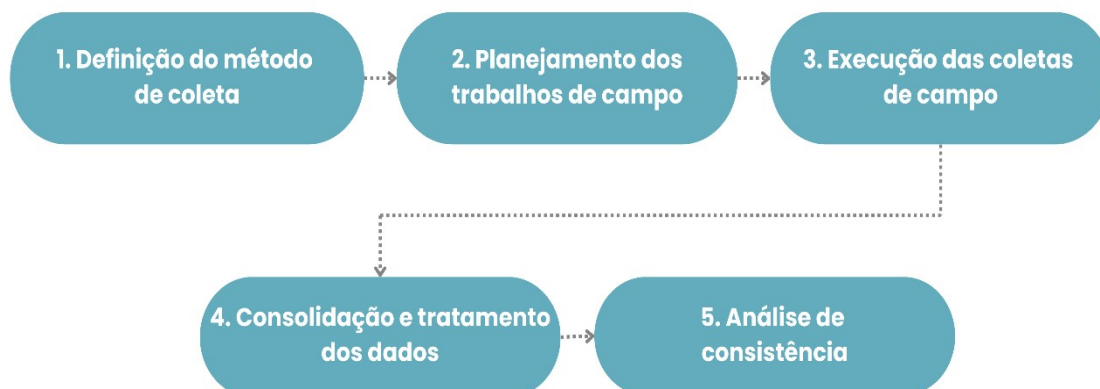 1. Definição do método
de coleta
2. Planejamento dos
trabalhos de campo
3. Execução das coletas
de campo
4. Consolidação e tratamento
dos dados
5. Análise de
consistência